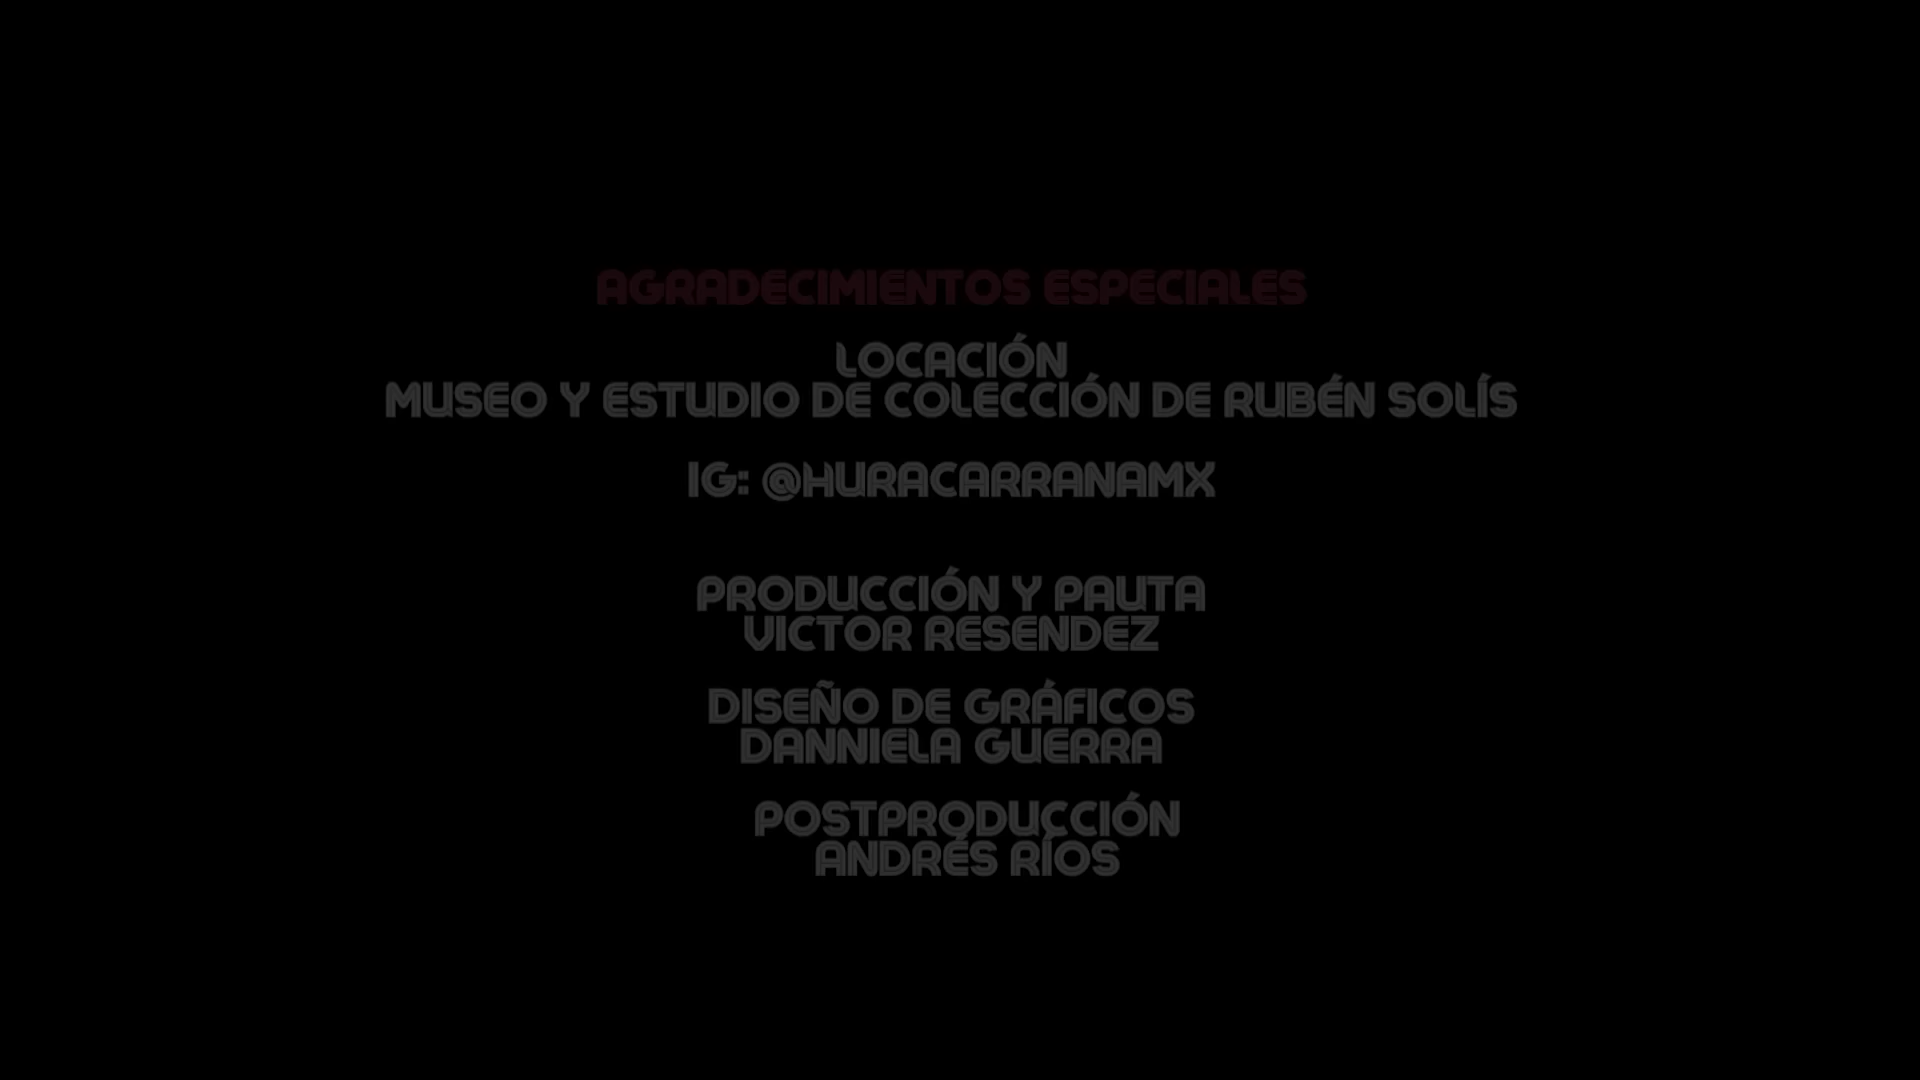 AGRADECIMIENTOS ESPECIALES
LOCACIÓN
MUSEO Y ESTUDIO DE COLECCIÓN DE RUBÉN SOLÍS
IG: @HURACARRANAMX
PRODUCCIÓN Y PAUTA
VICTOR RESENDEZ
DISEÑO DE GRÁFICOS
DANNIELA GUERRA
POSTPRODUCCIÓN
ANDRÉS RÍOS